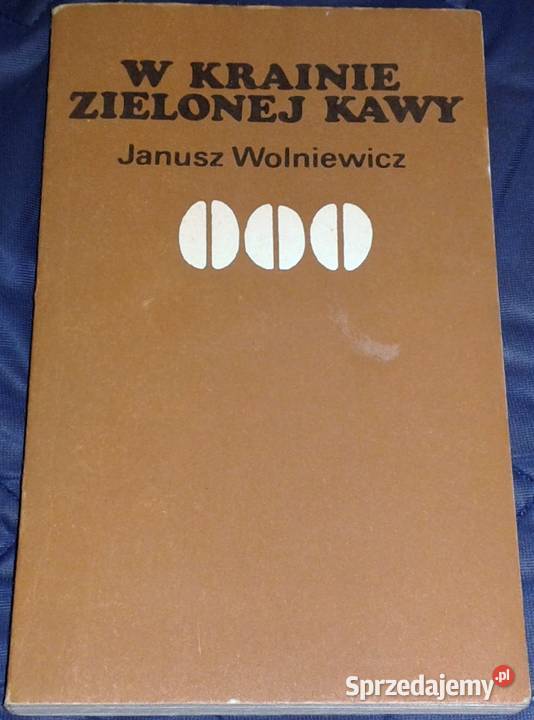 W KRAINIE
ZIELONEJ KAWY
Janusz Wolniewicz
Sprzedajemy.pl